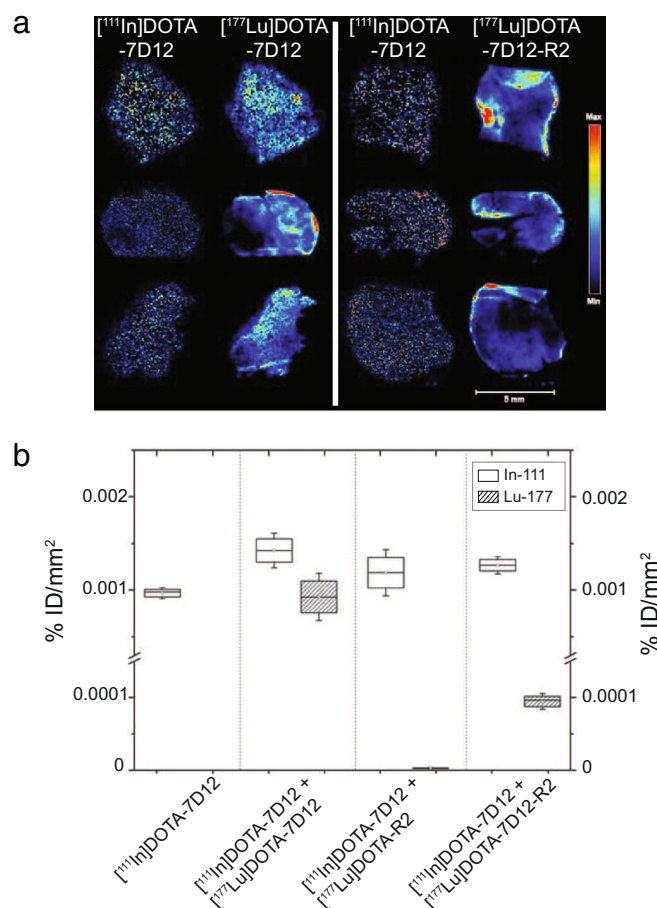 a
[¹¹¹In]DOTA [¹⁷⁷Lu]DOTA [¹¹¹In]DOTA [¹⁷⁷Lu]DOTA
-7D12 -7D12 -7D12 -7D12-R2
Max
Min
5 mm
b
In-111
Lu-177
0.002 0.002
0.001 0.001
0.0001 0.0001
0 0
% ID/mm²
% ID/mm²
[¹¹¹In]DOTA-7D12
[¹¹¹In]DOTA-7D12 +
[¹⁷⁷Lu]DOTA-7D12
[¹¹¹In]DOTA-7D12 +
[¹⁷⁷Lu]DOTA-R2
[¹¹¹In]DOTA-7D12 +
[¹⁷⁷Lu]DOTA-7D12-R2